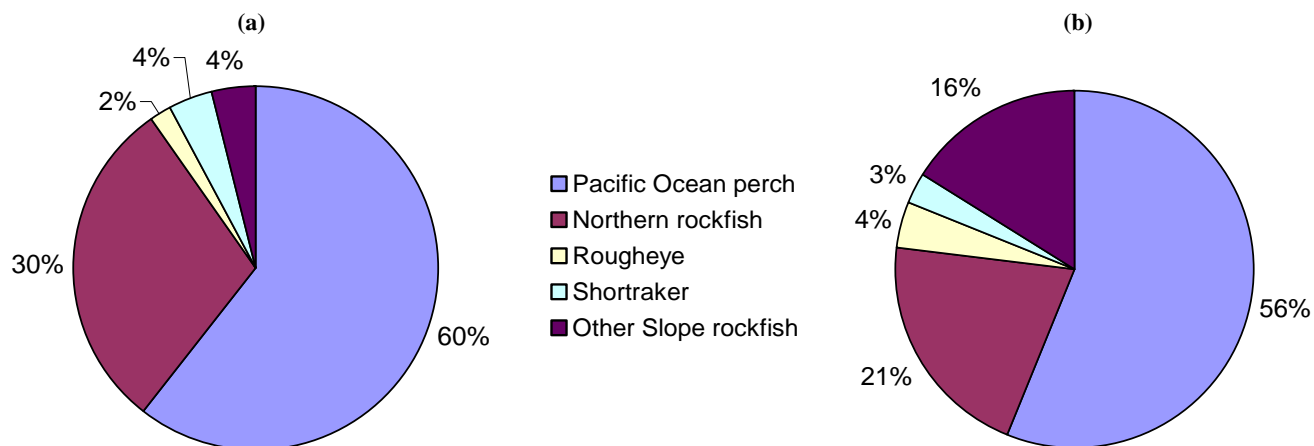 (a)
4%
4%
2%
30%
60%
Pacific Ocean perch
Northern rockfish
Rougheye
Shortraker
Other Slope rockfish
(b)
16%
3%
4%
21%
56%